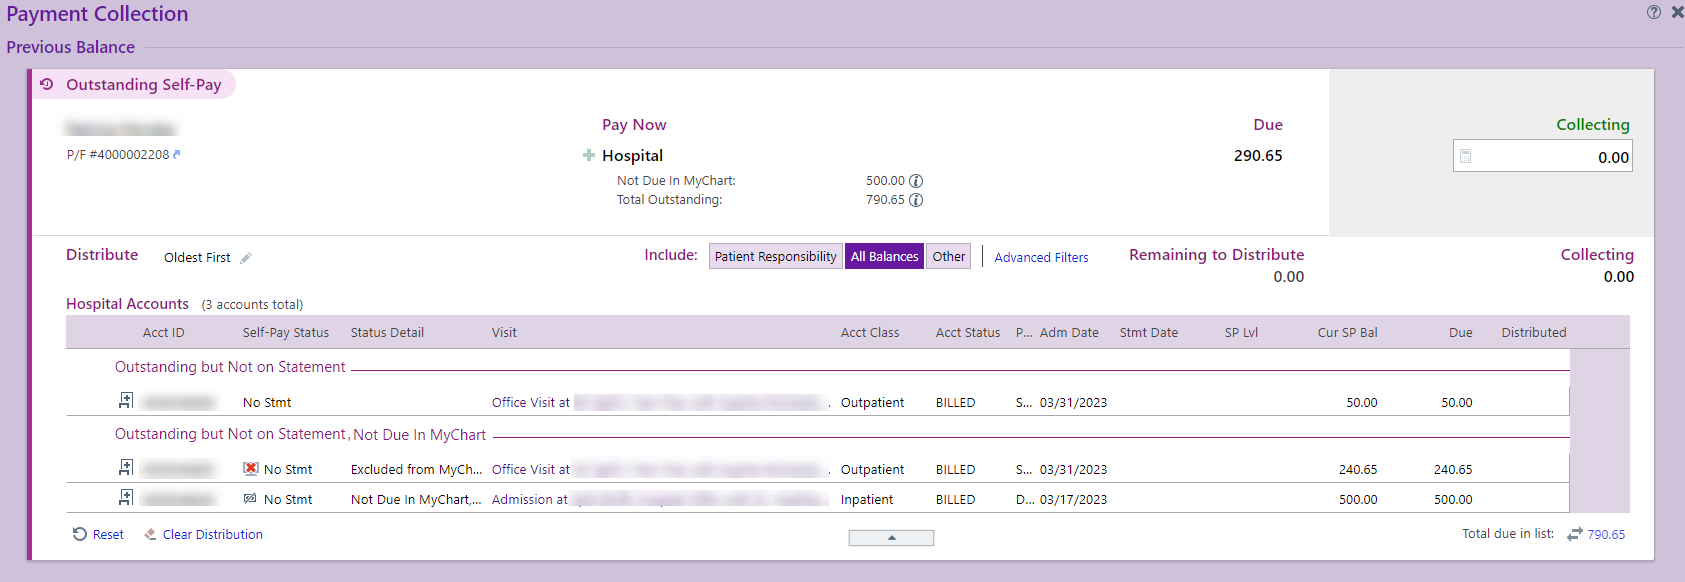 Payment Collection
Previous Balance
Outstanding Self-Pay
Pay Now Due Collecting
P/F #4000002208 Hospital 290.65 0.00
Not Due In MyChart: 500.00
Total Outstanding: 790.65
Distribute Oldest First Include: Patient Responsibility All Balances Other Advanced Filters Remaining to Distribute Collecting
0.00 0.00
Hospital Accounts (3 accounts total)
Acct ID Self-Pay Status Status Detail Visit Acct Class Acct Status P... Adm Date Stmt Date SP Lvl Cur SP Bal Due Distributed
Outstanding but Not on Statement
No Stmt Office Visit at . Outpatient BILLED S... 03/31/2023 50.00 50.00
Outstanding but Not on Statement, Not Due In MyChart
No Stmt Excluded from MyCh... Office Visit at . Outpatient BILLED S... 03/31/2023 240.65 240.65
No Stmt Not Due In MyChart,... Admission at Inpatient BILLED D... 03/17/2023 500.00 500.00
Reset Clear Distribution Total due in list: 790.65